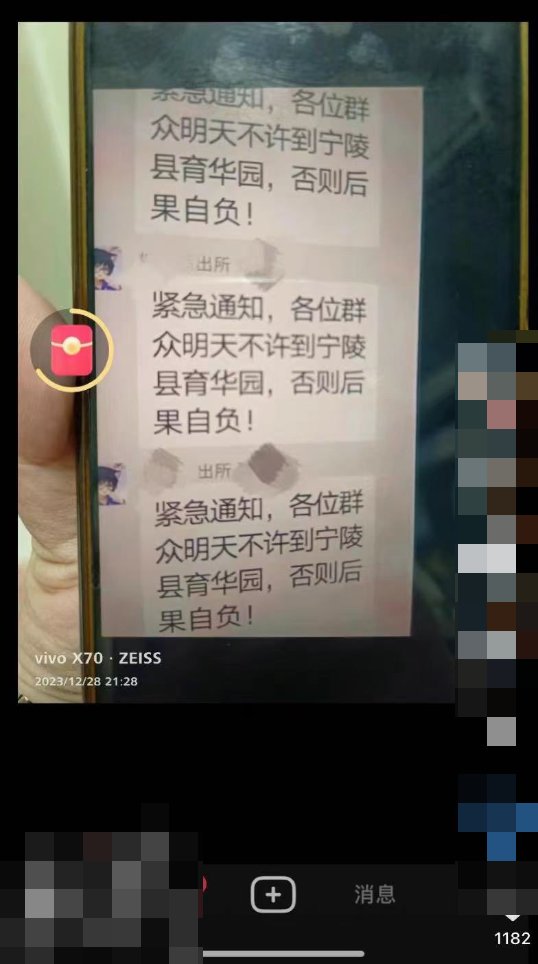 紧急通知，各位群
众明天不许到宁陵
县育华园，否则后
果自负！
出所
紧急通知，各位群
众明天不许到宁陵
县育华园，否则后
果自负！
出所
紧急通知，各位群
众明天不许到宁陵
县育华园，否则后
果自负！
vivo X70 · ZEISS
2023/12/28 21:28
消息
1182